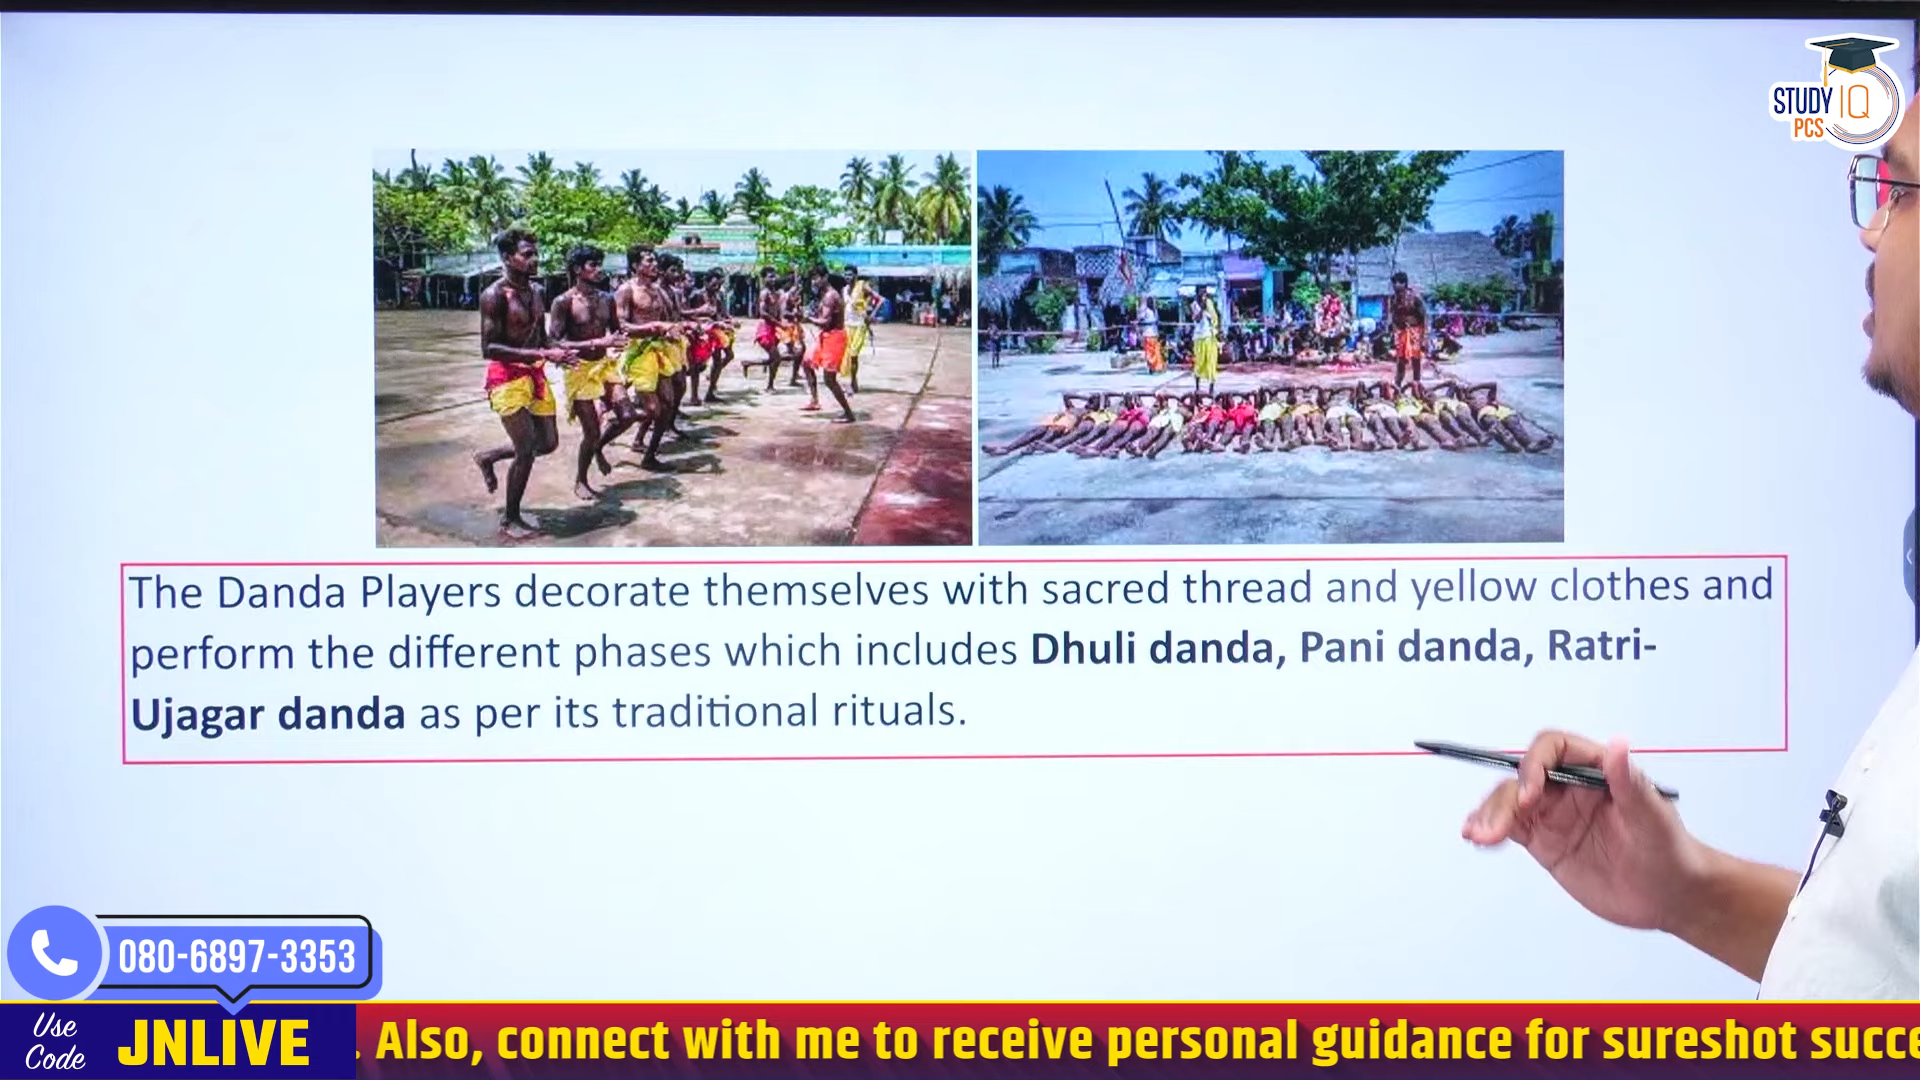 STUDY IQ
PCS
The Danda Players decorate themselves with sacred thread and yellow clothes and
perform the different phases which includes Dhuli danda, Pani danda, Ratri-
Ujagar danda as per its traditional rituals.
080-6897-3353
Use
Code
JNLIVE
. Also, connect with me to receive personal guidance for sureshot succe